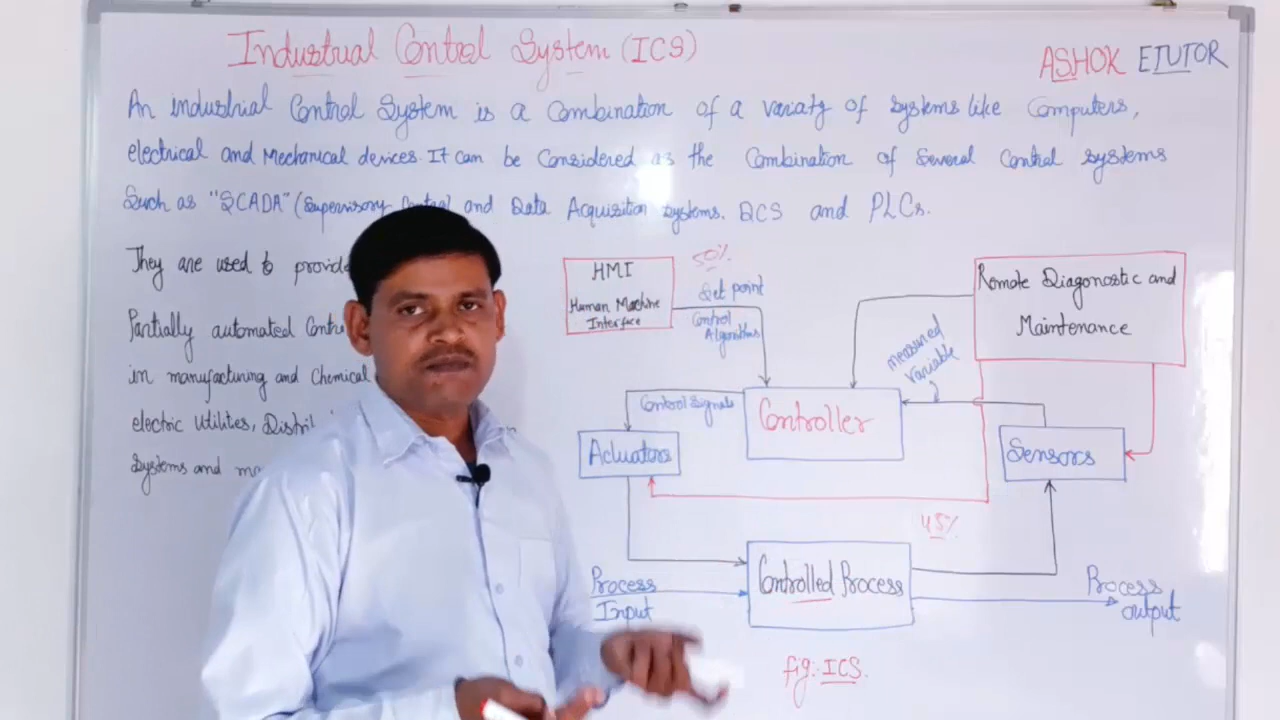 Industrial Control System (ICS)
ASHOK ETUTOR
An industrial Control System is a Combination of a variaty of systems like Computers,
electrical and Mechanical devices. It can be Considered as the Combination of Several Control systems
Such as "SCADA" (Supervisory Control and Data Acquisition systems. DCS and PLCs.
They are used to provid
Partially automated Contr
in manufacturing and Chemical
electric Utilities, Distri
Systems and ma
HMI
Human Machine
Interface
50%
Set point
Control
Algorithms
Remote Diagonostic and
Maintenance
measured
variable
Control Signals
Controller
Actuators
Sensors
45%
Process
Input
Controlled Process
Process
output
fig: ICS.